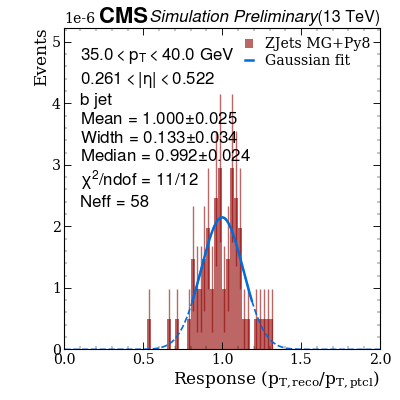 1e-6 CMS Simulation Preliminary (13 TeV)
Events
ZJets MG+Py8
Gaussian fit
35.0 < pT < 40.0 GeV
0.261 < |η| < 0.522
b jet
Mean = 1.000±0.025
Width = 0.133±0.034
Median = 0.992±0.024
χ²/ndof = 11/12
Neff = 58
5
4
3
2
1
0
0.0 0.5 1.0 1.5 2.0
Response (pT,reco/pT,ptcl)